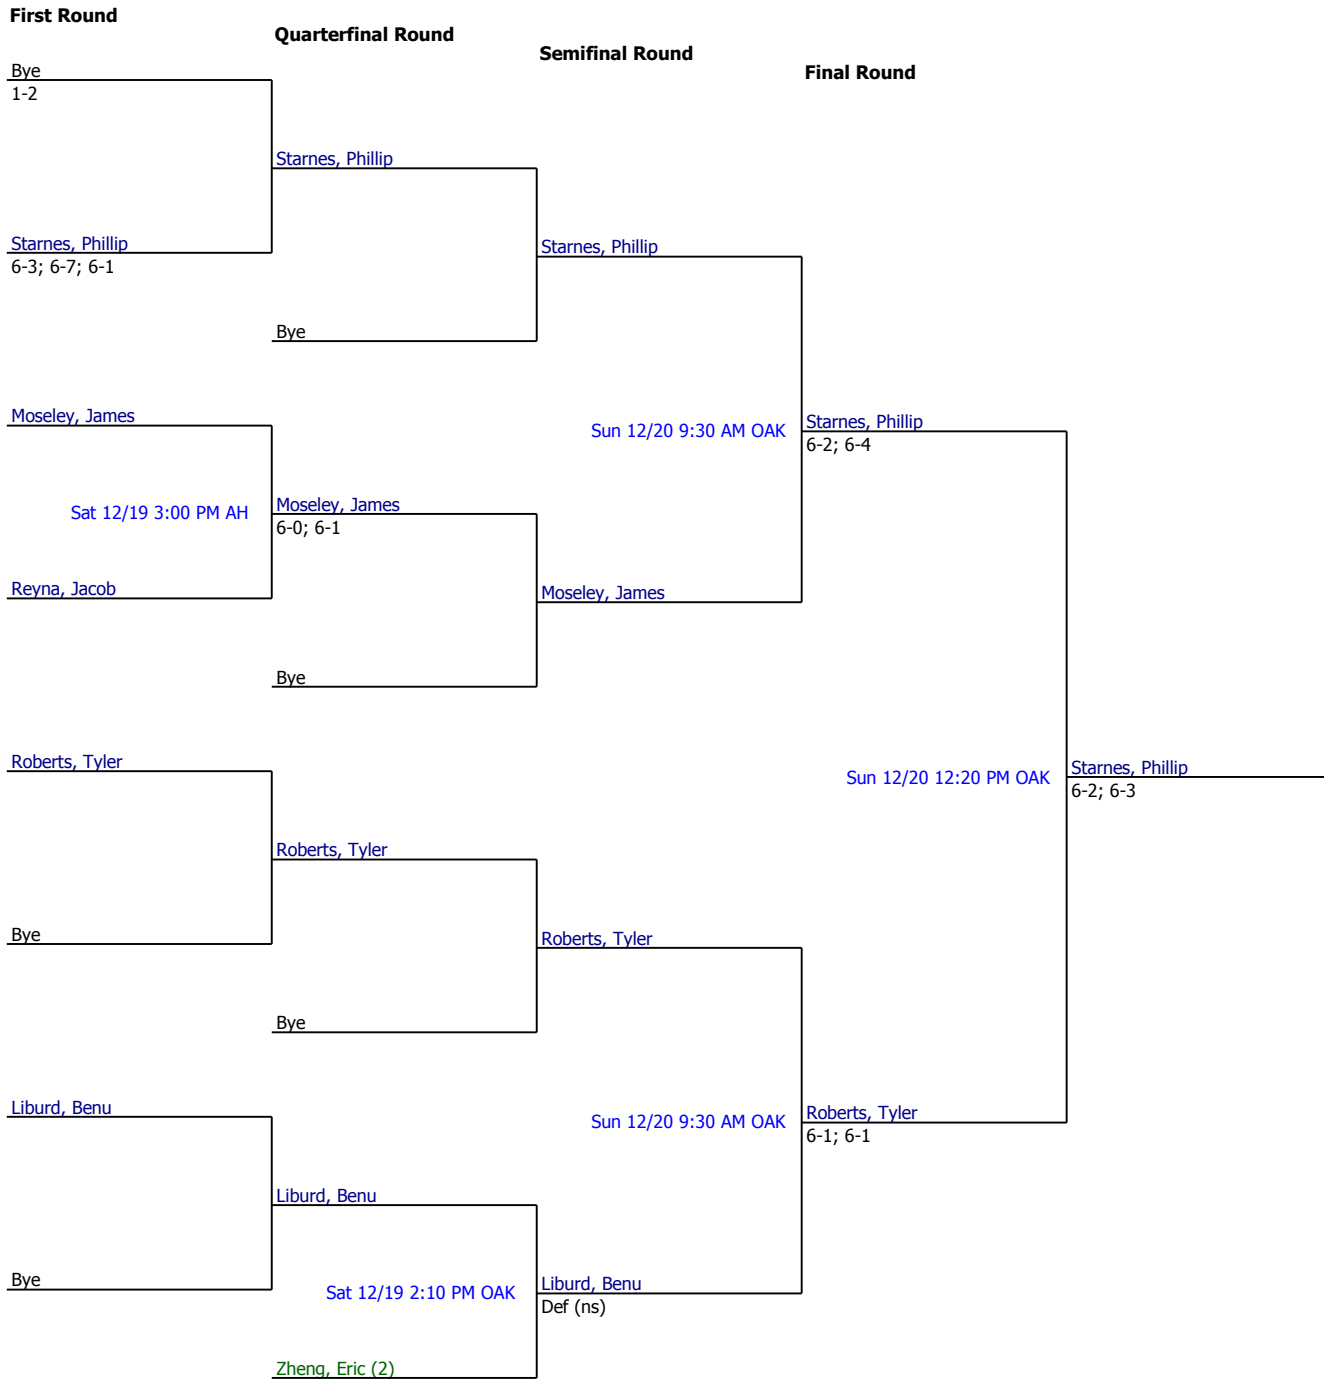 First Round
Quarterfinal Round
Semifinal Round
Final Round
Bye
1-2
Starnes, Phillip
Starnes, Phillip
6-3; 6-7; 6-1
Starnes, Phillip
Bye
Moseley, James
Sun 12/20 9:30 AM OAK
Starnes, Phillip
6-2; 6-4
Sat 12/19 3:00 PM AH
Moseley, James
6-0; 6-1
Reyna, Jacob
Moseley, James
Bye
Roberts, Tyler
Sun 12/20 12:20 PM OAK
Starnes, Phillip
6-2; 6-3
Roberts, Tyler
Bye
Roberts, Tyler
Bye
Liburd, Benu
Sun 12/20 9:30 AM OAK
Roberts, Tyler
6-1; 6-1
Liburd, Benu
Bye
Sat 12/19 2:10 PM OAK
Liburd, Benu
Def (ns)
Zheng, Eric (2)